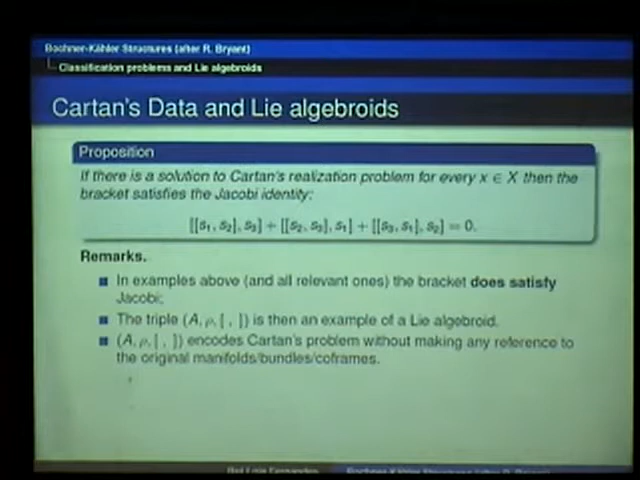 Bochner-Kähler Structures (after R. Bryant)
Classification problems and Lie algebroids
Cartan's Data and Lie algebroids
Proposition
If there is a solution to Cartan's realization problem for every x ∈ X then the
bracket satisfies the Jacobi identity:
[[s₁, s₂], s₃] + [[s₂, s₃], s₁] + [[s₃, s₁], s₂] = 0.
Remarks.
In examples above (and all relevant ones) the bracket does satisfy
Jacobi;
The triple (A, ρ, [ , ]) is then an example of a Lie algebroid.
(A, ρ, [ , ]) encodes Cartan's problem without making any reference to
the original manifolds/bundles/coframes.
Rui Loja Fernandes
Bochner-Kähler Structures (after R. Bryant)